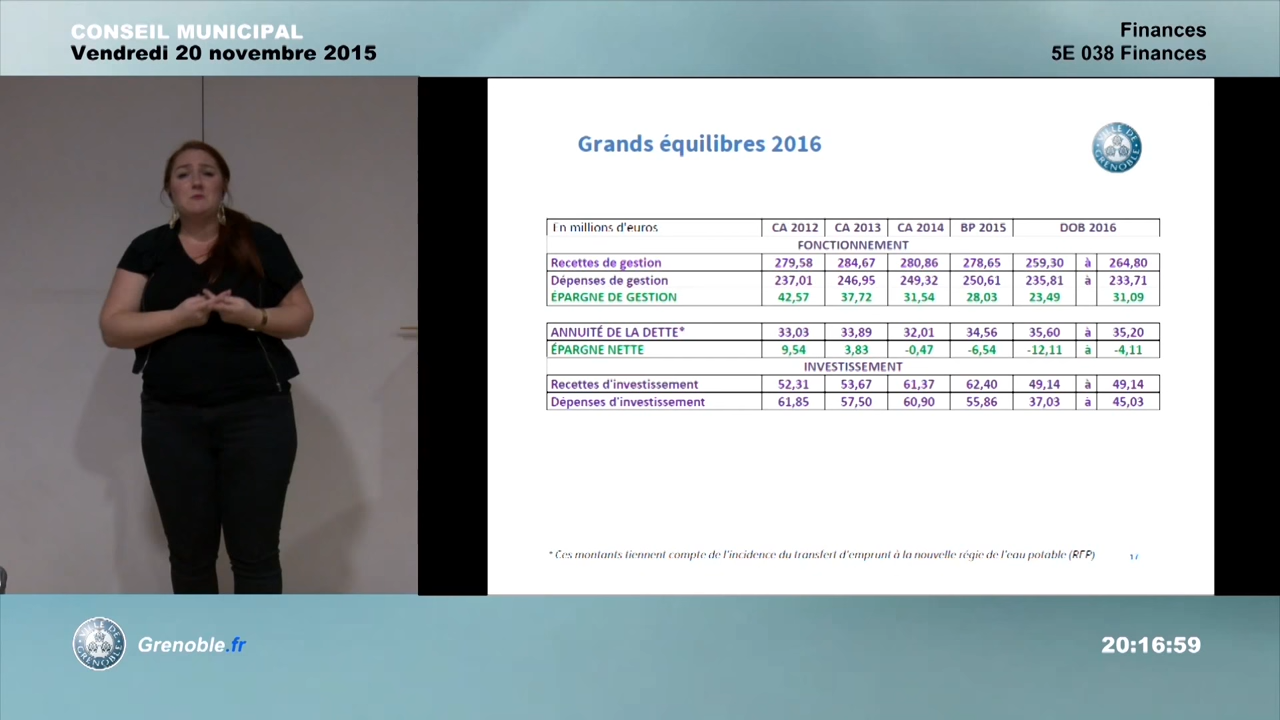 CONSEIL MUNICIPAL
Vendredi 20 novembre 2015
Finances
5E 038 Finances
Grands équilibres 2016
VILLE DE GRENOBLE
En millions d'euros CA 2012 CA 2013 CA 2014 BP 2015 DOB 2016
FONCTIONNEMENT
Recettes de gestion 279,58 284,67 280,86 278,65 259,30 à 264,80
Dépenses de gestion 237,01 246,95 249,32 250,61 235,81 à 233,71
ÉPARGNE DE GESTION 42,57 37,72 31,54 28,03 23,49 31,09
ANNUITÉ DE LA DETTE* 33,03 33,89 32,01 34,56 35,60 à 35,20
ÉPARGNE NETTE 9,54 3,83 -0,47 -6,54 -12,11 à -4,11
INVESTISSEMENT
Recettes d'investissement 52,31 53,67 61,37 62,40 49,14 à 49,14
Dépenses d'investissement 61,85 57,50 60,90 55,86 37,03 à 45,03
* Ces montants tiennent compte de l'incidence du transfert d'emprunt à la nouvelle régie de l'eau potable (REP) 17
VILLE DE GRENOBLE
Grenoble.fr
20:16:59